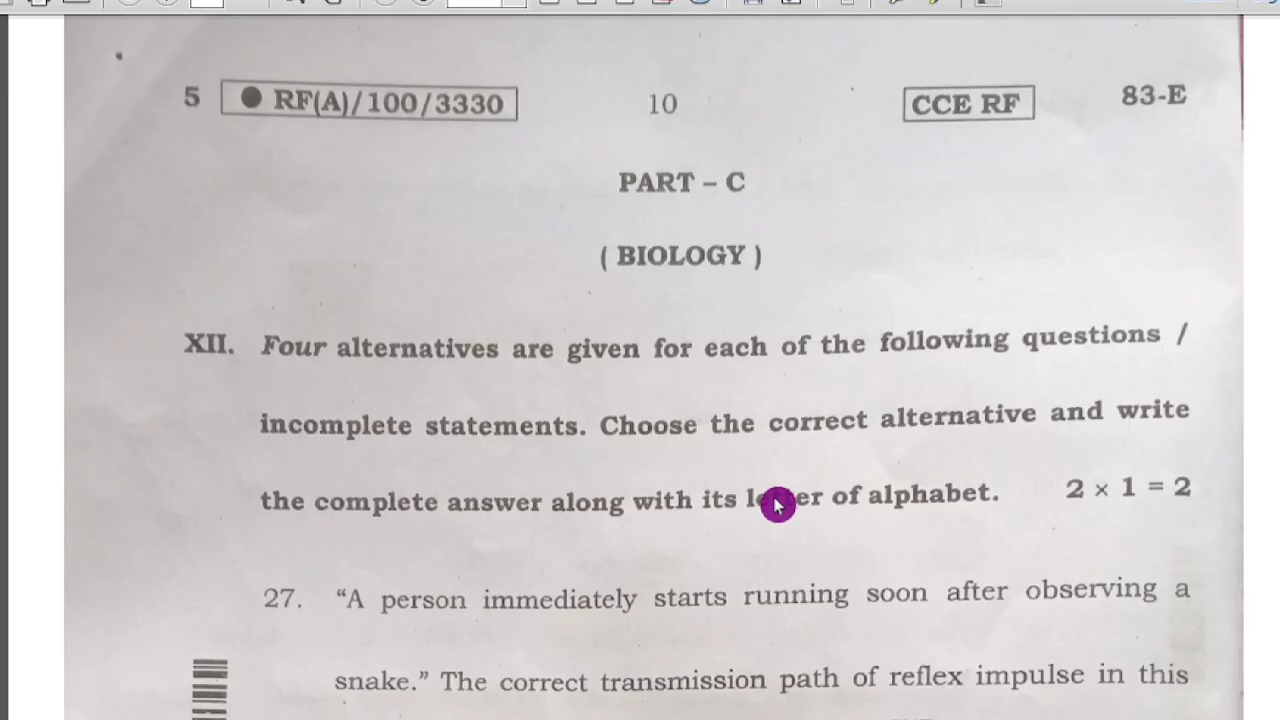 5 ● RF(A)/100/3330 10 CCE RF 83-E
PART – C
( BIOLOGY )
XII. Four alternatives are given for each of the following questions /
incomplete statements. Choose the correct alternative and write
the complete answer along with its letter of alphabet. 2 × 1 = 2
27. “A person immediately starts running soon after observing a
snake.” The correct transmission path of reflex impulse in this